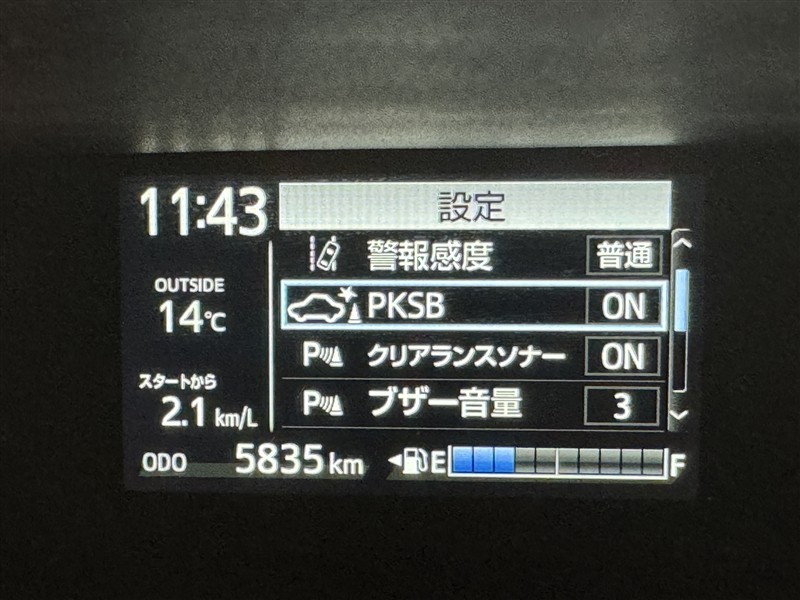 11:43
設定
OUTSIDE
14℃
スタートから
2.1 km/L
警報感度 普通
PKSB ON
P クリアランスソナー ON
P ブザー音量 3
ODO 5835 km
E F